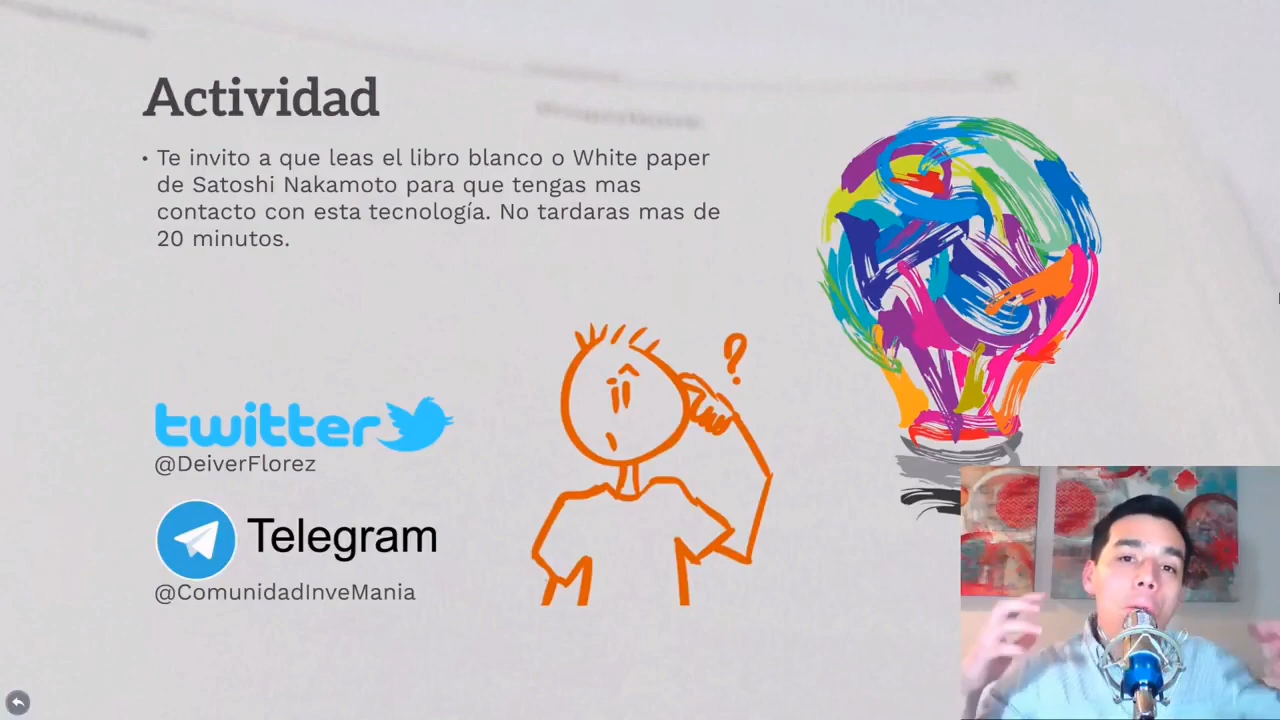 Actividad
• Te invito a que leas el libro blanco o White paper
de Satoshi Nakamoto para que tengas mas
contacto con esta tecnología. No tardaras mas de
20 minutos.
?
twitter
@DeiverFlorez
Telegram
@ComunidadInveMania